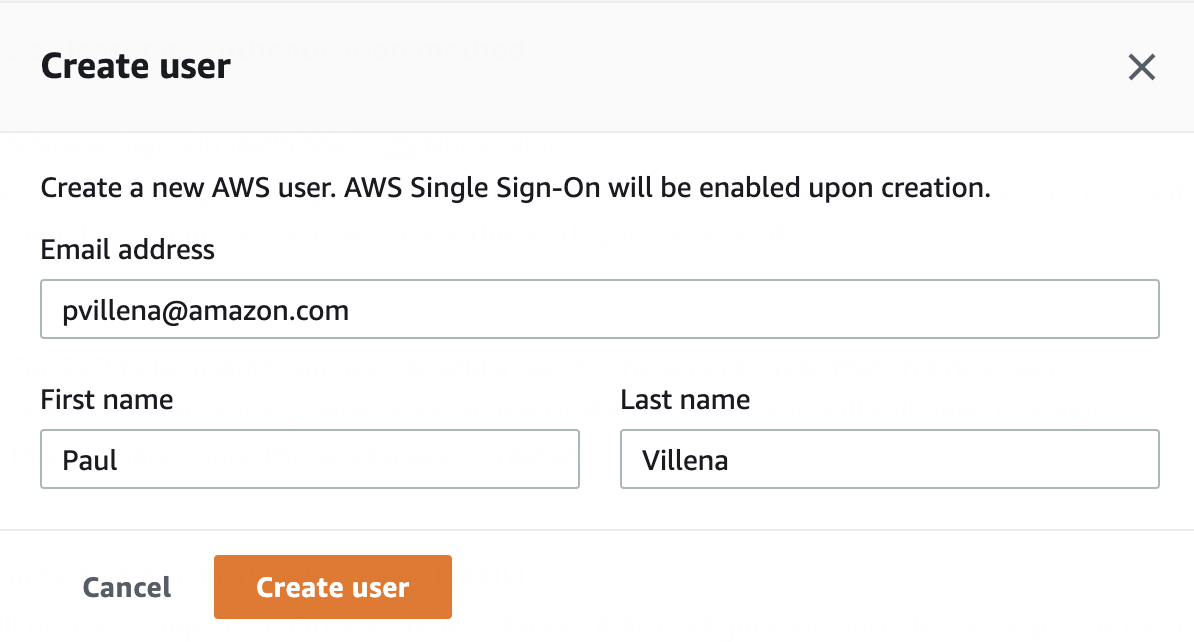 Create user
Create a new AWS user. AWS Single Sign-On will be enabled upon creation.
Email address
pvillena@amazon.com
First name
Last name
Paul
Villena
Cancel
Create user